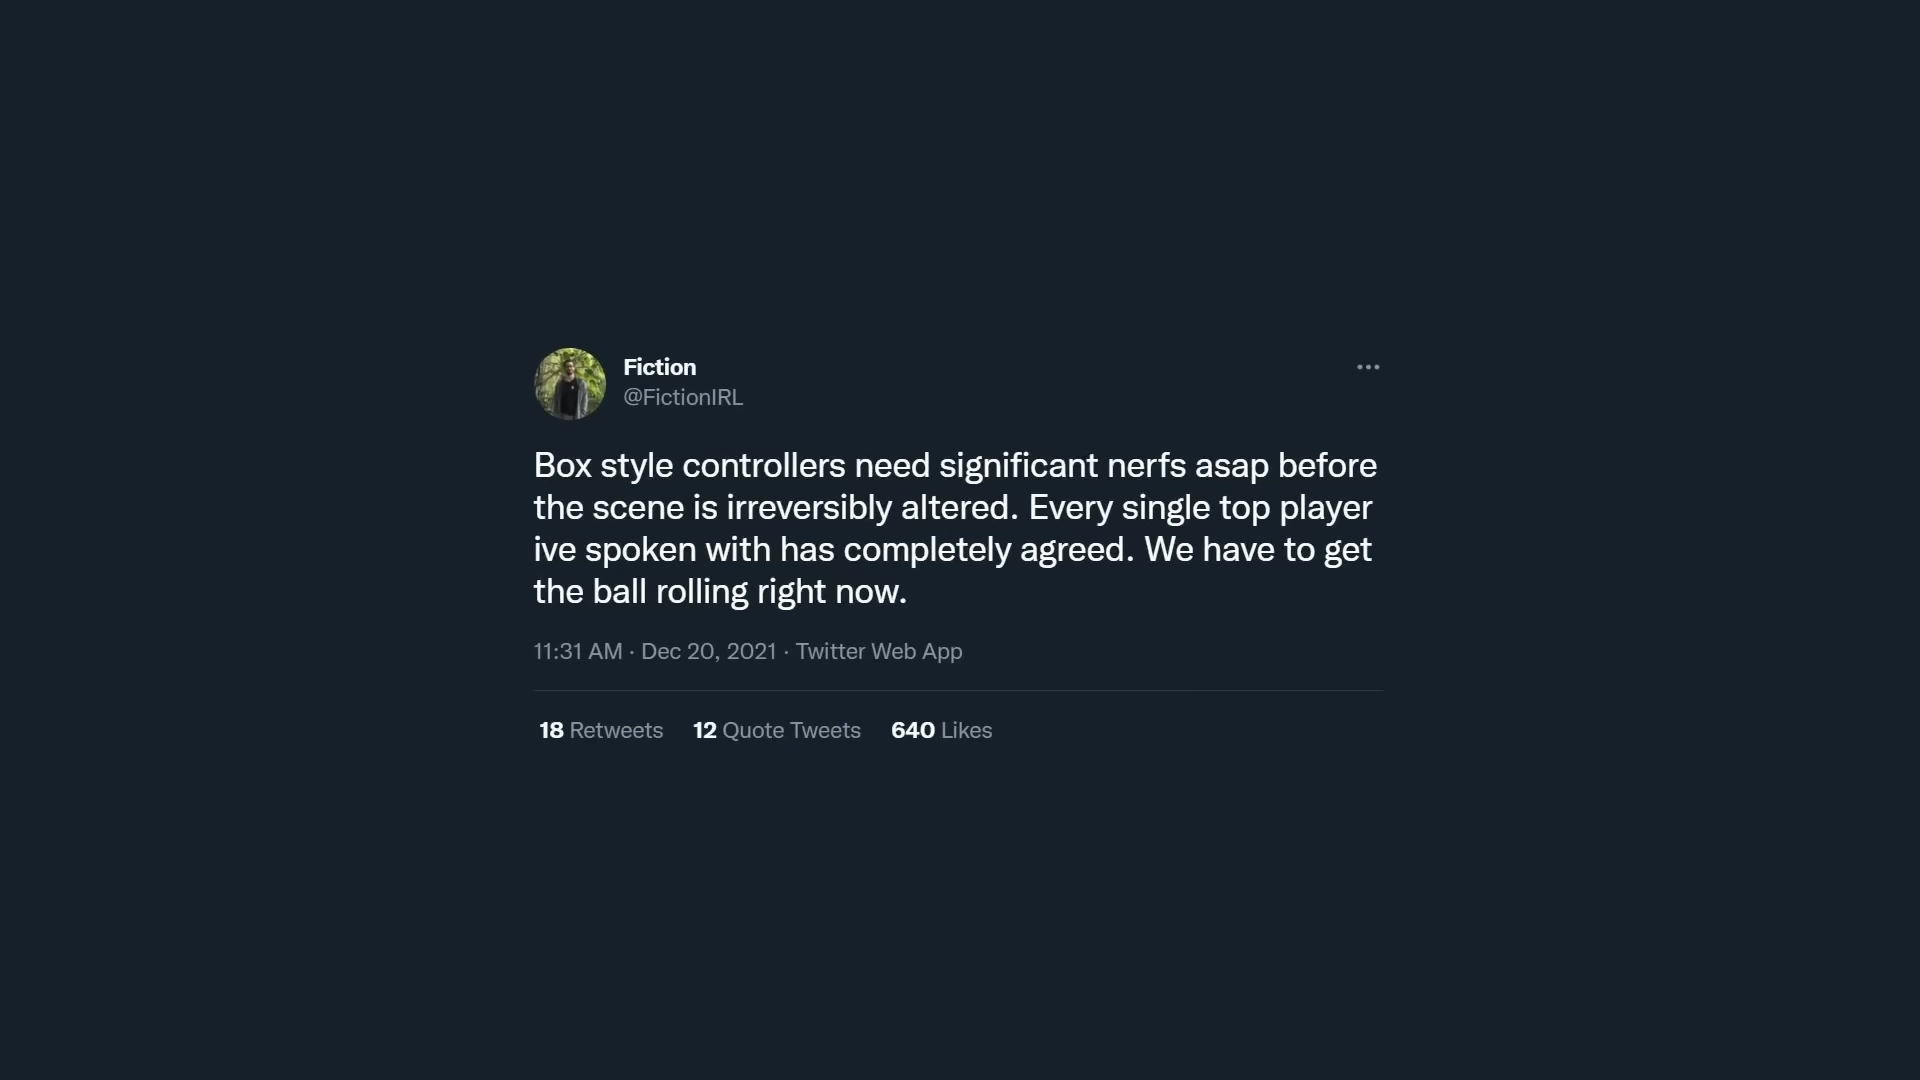 Fiction
@FictionIRL
Box style controllers need significant nerfs asap before
the scene is irreversibly altered. Every single top player
ive spoken with has completely agreed. We have to get
the ball rolling right now.
11:31 AM · Dec 20, 2021 · Twitter Web App
18 Retweets 12 Quote Tweets 640 Likes